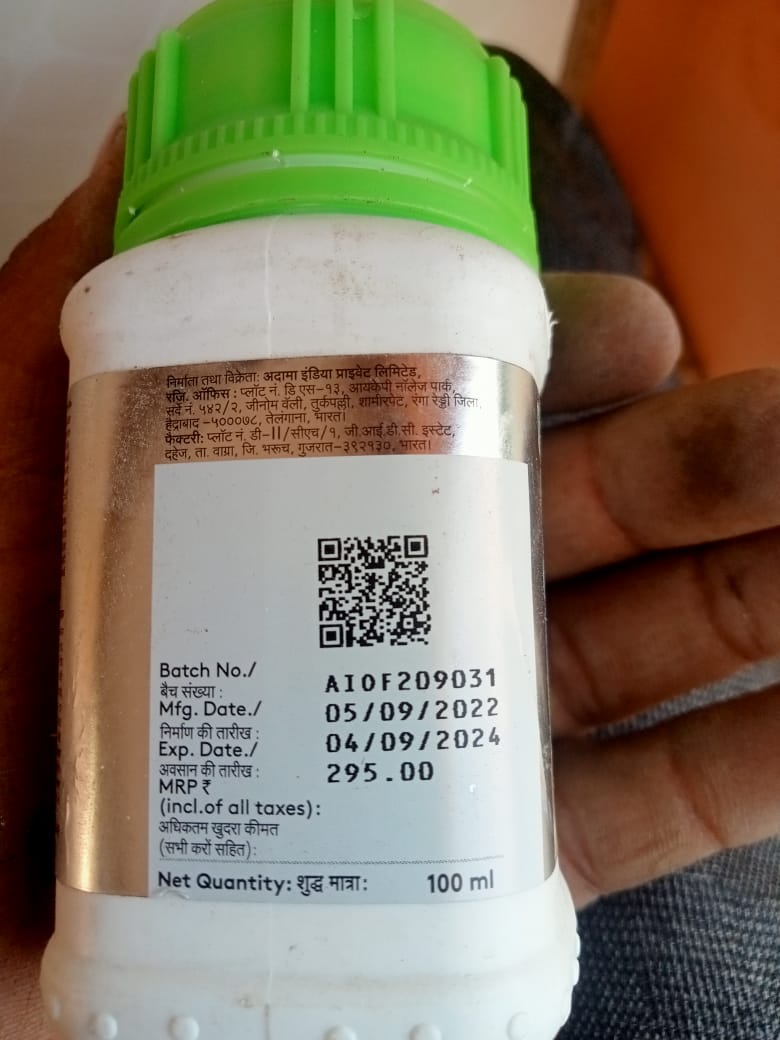 निर्माता तथा विक्रेता: अदामा इंडिया प्राइवेट लिमिटेड,
रजि. ऑफिस : प्लॉट नं. डि एस-१३, आयकेपी नॉलेज पार्क,
सर्वे नं. ५४२/२, जीनोम वॅली, तुर्कपल्ली, शामीरपेट, रंगा रेड्डी जिला,
हैद्राबाद -५०००७८, तेलंगाना, भारत।
फैक्टरी: प्लॉट नं. डी-II/सीएच/१, जी.आई.डी.सी. इस्टेट,
दहेज, ता. वाग्रा, जि. भरूच, गुजरात-३९२१३०, भारत।
Batch No./ AIOF209031
बैच संख्या :
Mfg. Date./ 05/09/2022
निर्माण की तारीख :
Exp. Date./ 04/09/2024
अवसान की तारीख :
MRP ₹ 295.00
(incl.of all taxes):
अधिकतम खुदरा कीमत
(सभी करों सहित):
Net Quantity: शुद्ध मात्रा: 100 ml